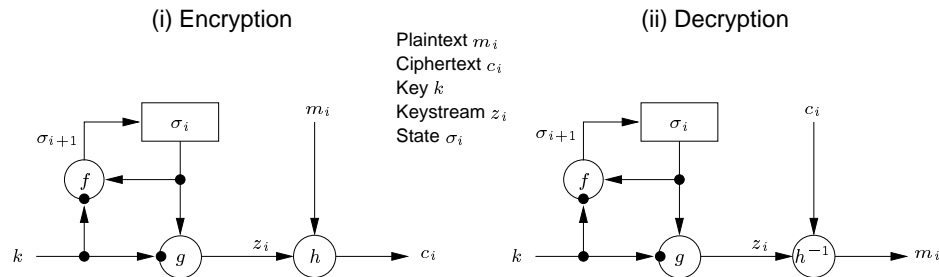 (i) Encryption
(ii) Decryption
Plaintext m_i
Ciphertext c_i
Key k
Keystream z_i
State σ_i
σ_i
m_i
σ_{i+1}
f
k
g
z_i
h
c_i
σ_i
c_i
σ_{i+1}
f
k
g
z_i
h^{-1}
m_i